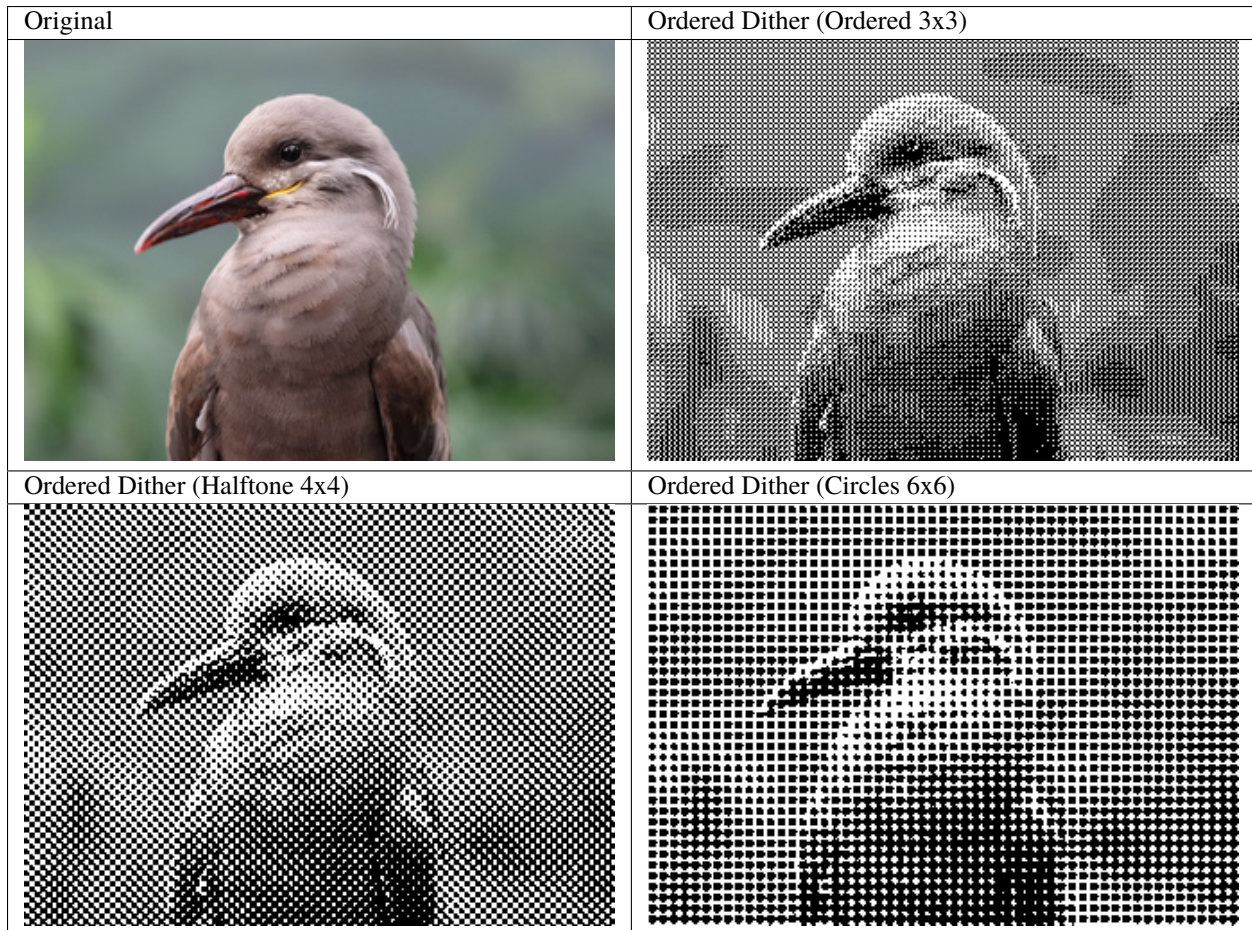 Original
Ordered Dither (Ordered 3x3)
Ordered Dither (Halftone 4x4)
Ordered Dither (Circles 6x6)